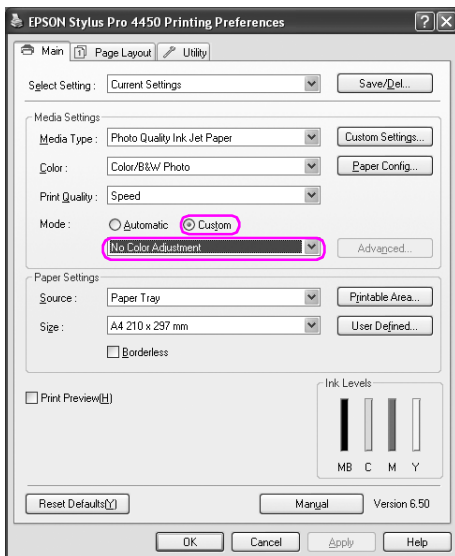 EPSON Stylus Pro 4450 Printing Preferences
Main Page Layout Utility
Select Setting : Current Settings Save/Del...
Media Settings
Media Type : Photo Quality Ink Jet Paper Custom Settings...
Color : Color/B&W Photo Paper Config...
Print Quality : Speed
Mode : Automatic Custom
No Color Adjustment Advanced...
Paper Settings
Source : Paper Tray Printable Area...
Size : A4 210 x 297 mm User Defined...
Borderless
Ink Levels
Print Preview(H)
MB C M Y
Reset Defaults(Y) Manual Version 6.50
OK Cancel Apply Help